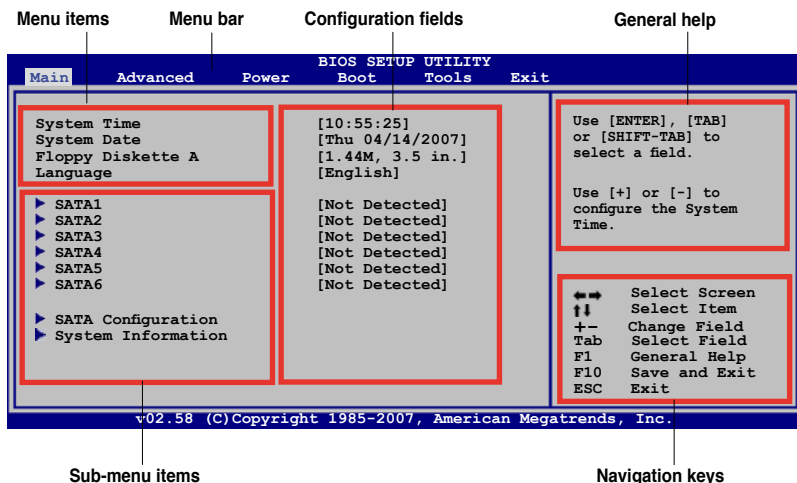 Menu items Menu bar Configuration fields General help
BIOS SETUP UTILITY
Main Advanced Power Boot Tools Exit
System Time [10:55:25]
System Date [Thu 04/14/2007]
Floppy Diskette A [1.44M, 3.5 in.]
Language [English]
SATA1 [Not Detected]
SATA2 [Not Detected]
SATA3 [Not Detected]
SATA4 [Not Detected]
SATA5 [Not Detected]
SATA6 [Not Detected]
SATA Configuration
System Information
Use [ENTER], [TAB]
or [SHIFT-TAB] to
select a field.
Use [+] or [-] to
configure the System
Time.
←→ Select Screen
↑↓ Select Item
+- Change Field
Tab Select Field
F1 General Help
F10 Save and Exit
ESC Exit
v02.58 (C)Copyright 1985-2007, American Megatrends, Inc.
Sub-menu items Navigation keys